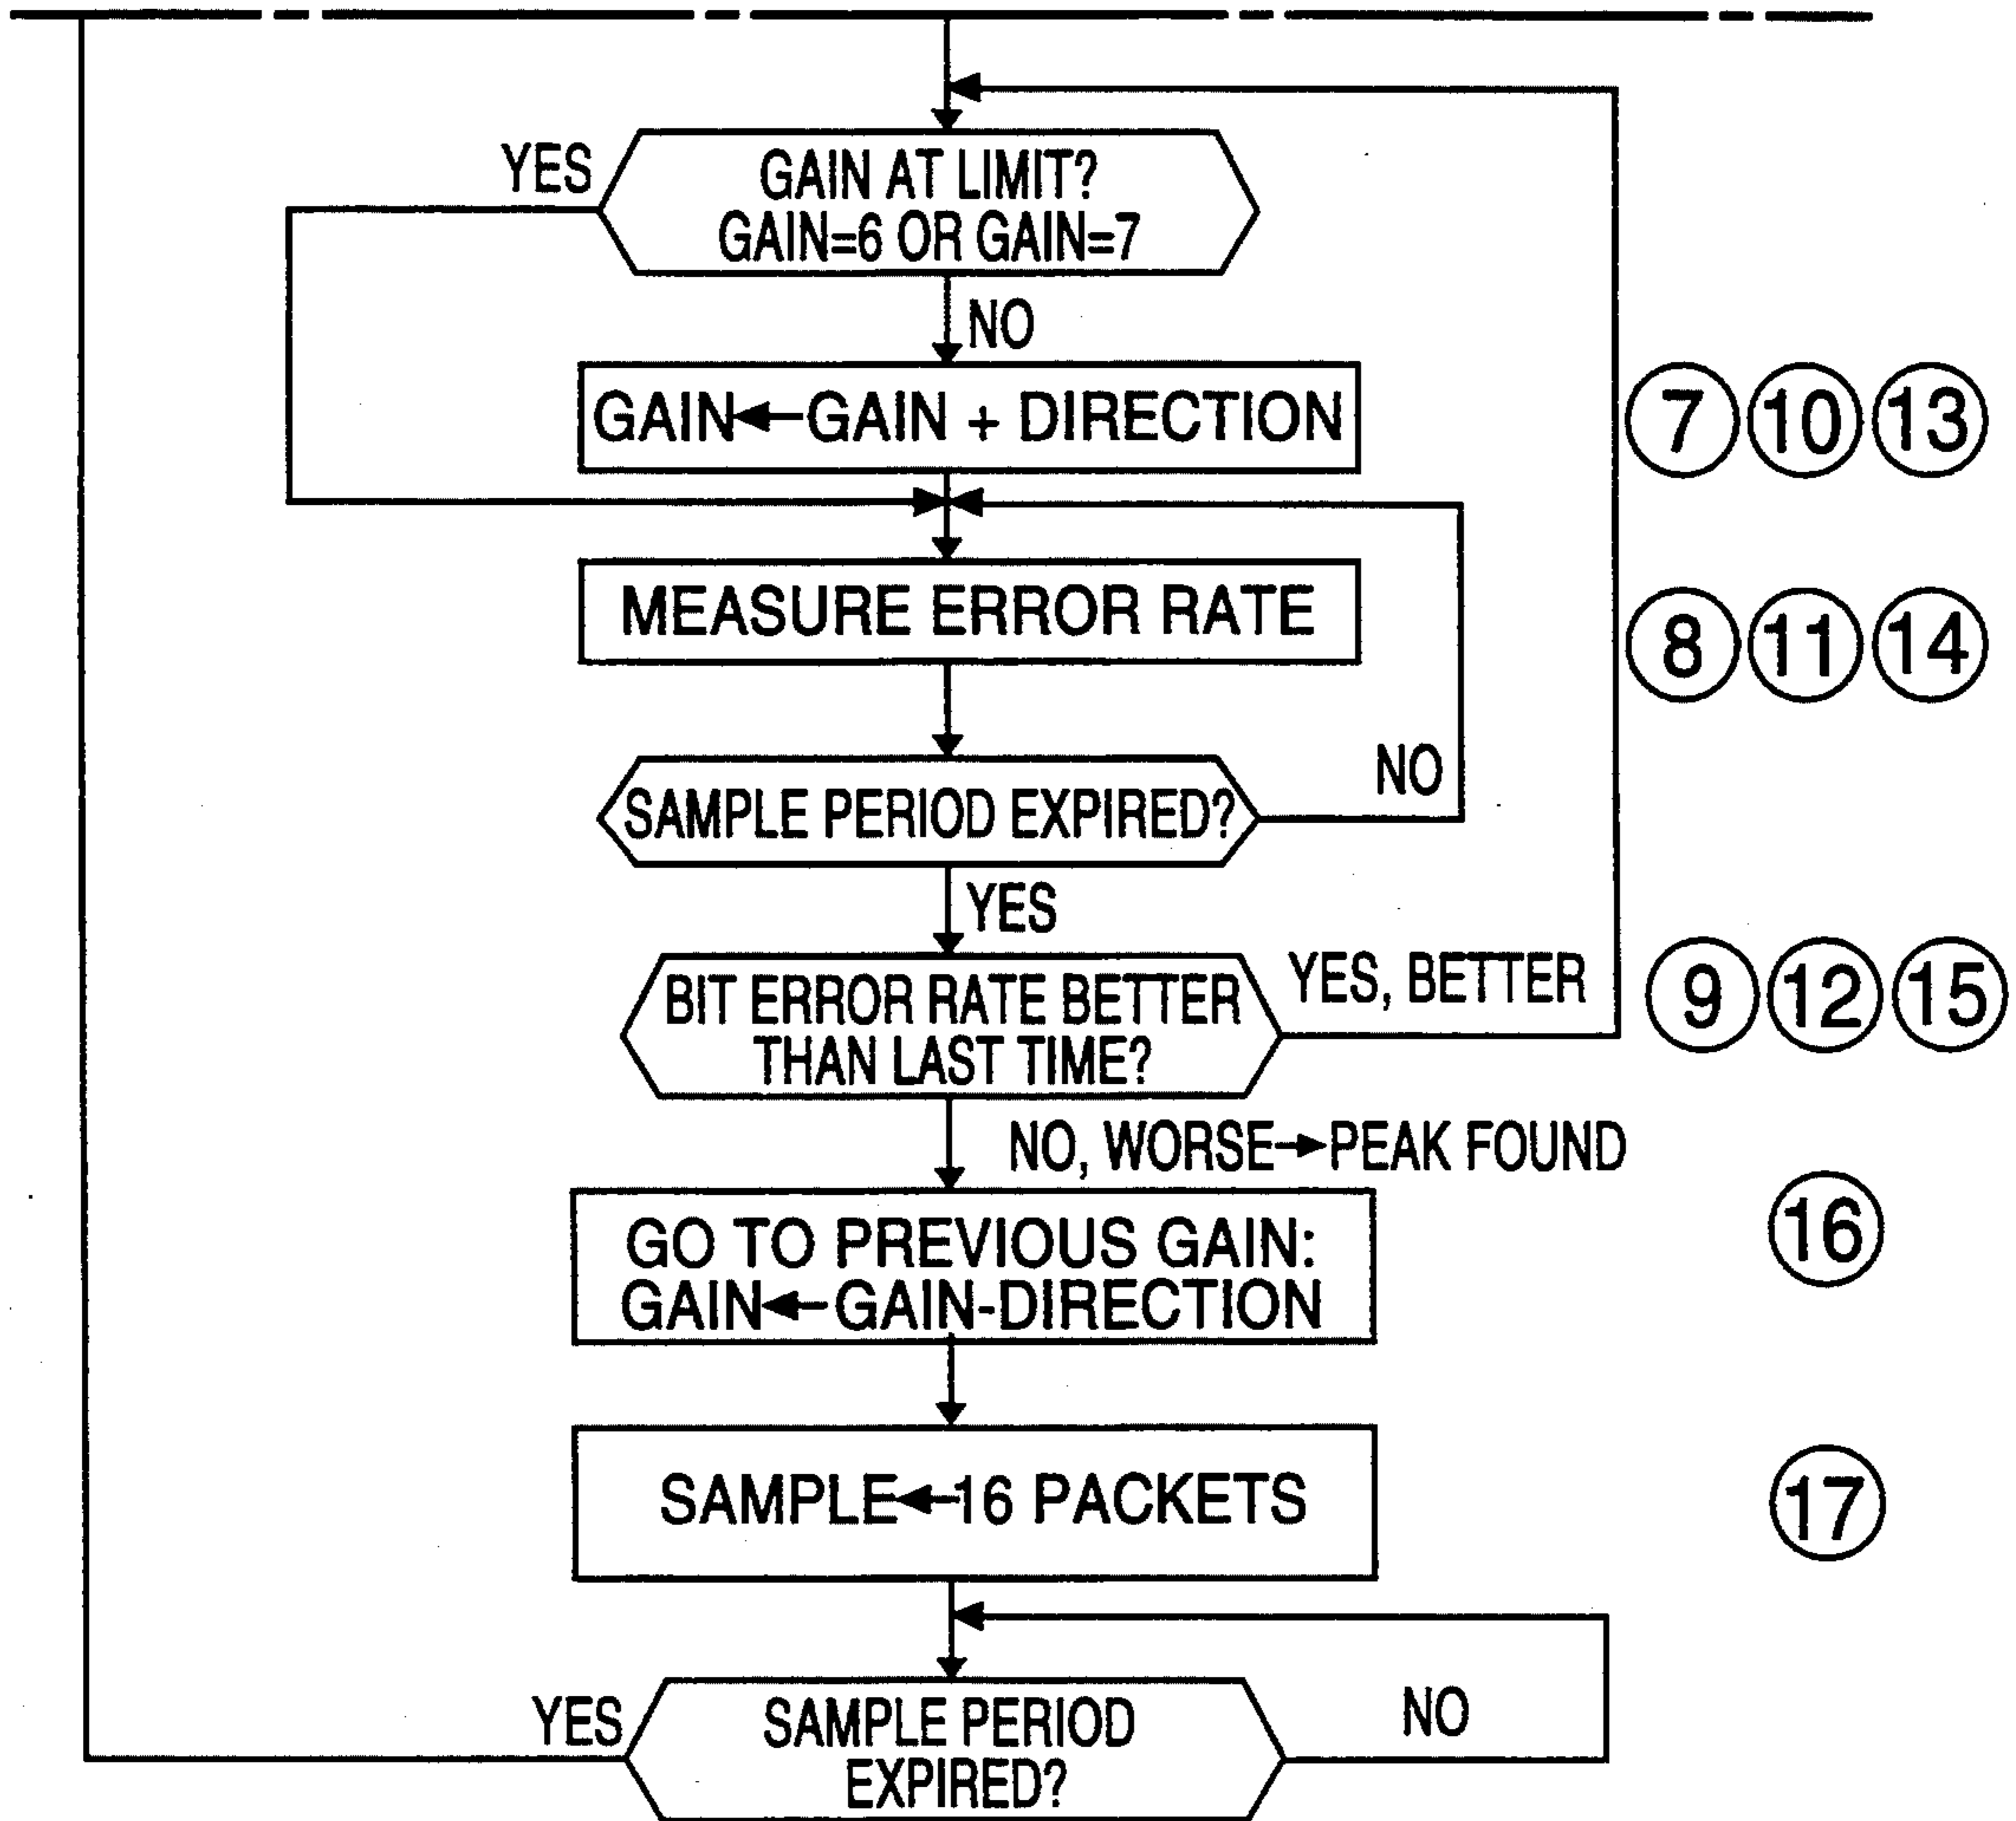 YES
GAIN AT LIMIT?
GAIN=6 OR GAIN=7
NO
GAIN←GAIN + DIRECTION
7 10 13
MEASURE ERROR RATE
8 11 14
SAMPLE PERIOD EXPIRED?
NO
YES
BIT ERROR RATE BETTER
THAN LAST TIME?
YES, BETTER
9 12 15
NO, WORSE→PEAK FOUND
GO TO PREVIOUS GAIN:
GAIN←GAIN-DIRECTION
16
SAMPLE←16 PACKETS
17
YES
SAMPLE PERIOD
EXPIRED?
NO